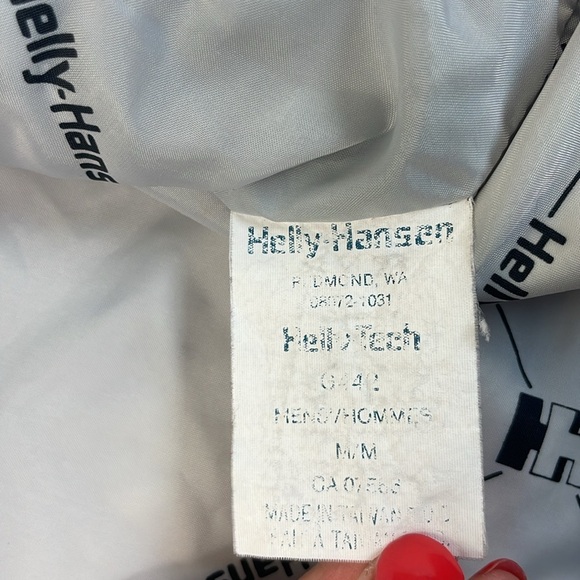 Helly-Hans
Helly-Hansen
REDMOND, WA
Helly Tech
MENS/HOMMES
M/M
MADE IN TAIWAN R.O.C.
Hell
H